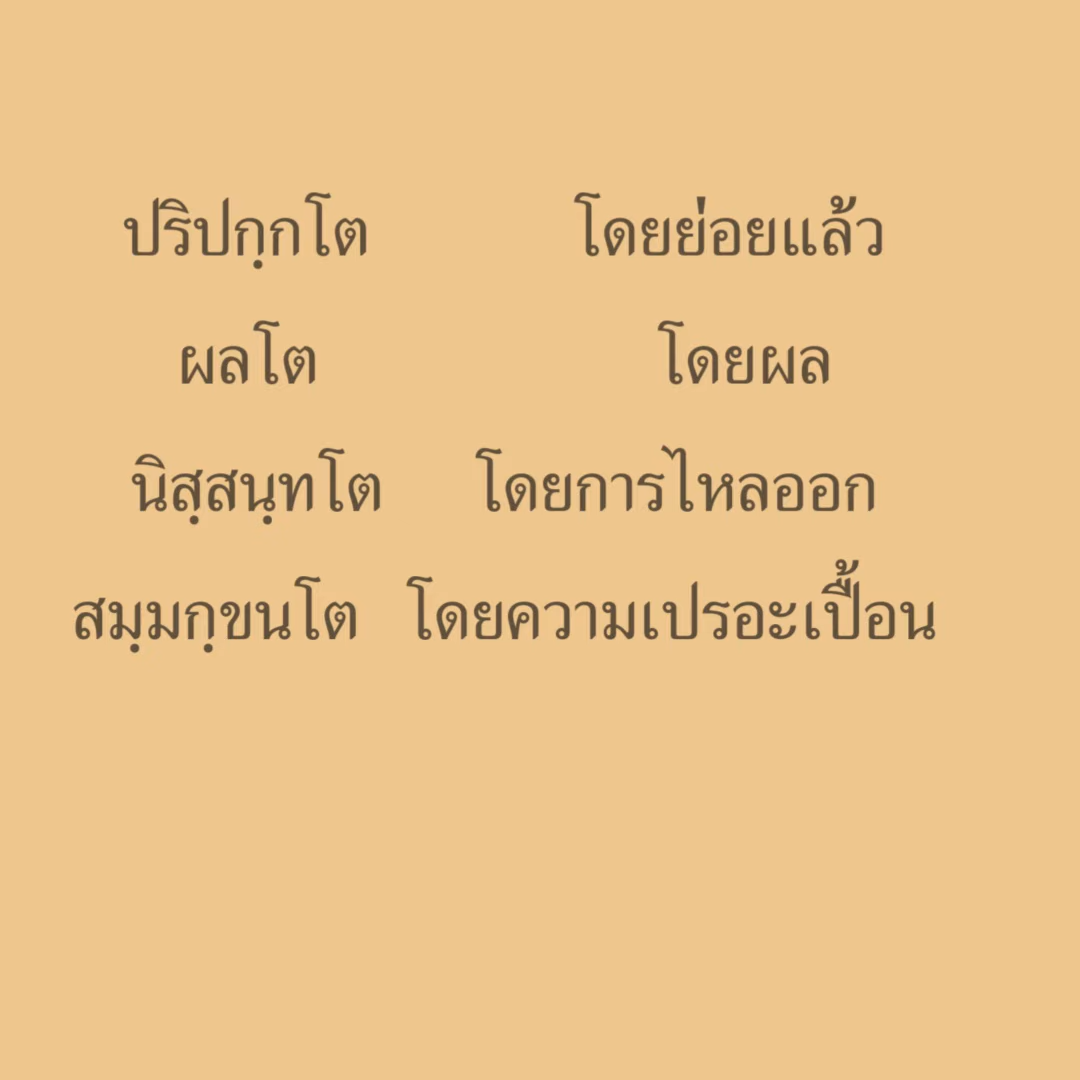 ปริปกฺกโต โดยย่อยแล้ว
ผลโต โดยผล
นิสฺสนฺทโต โดยการไหลออก
สมฺมกฺขนโต โดยความเปรอะเปื้อน